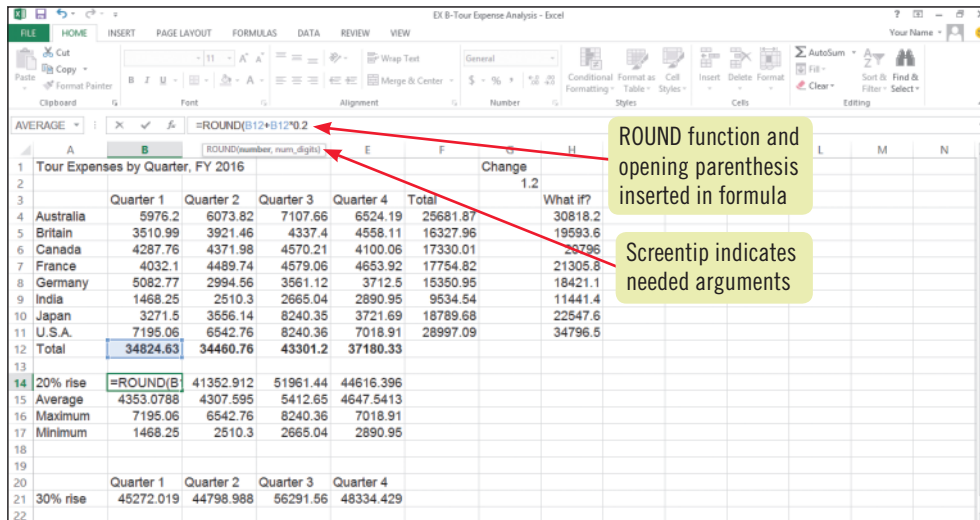 EX B-Tour Expense Analysis - Excel
FILE HOME INSERT PAGE LAYOUT FORMULAS DATA REVIEW VIEW Your Name
Cut
Copy
Format Painter
Paste
Clipboard
11 A A
B I U A
Font
Wrap Text
Merge & Center
Alignment
General
$ % ,
Number
Conditional Formatting
Format as Table
Cell Styles
Styles
Insert Delete Format
Cells
AutoSum
Fill
Clear
Sort & Filter
Find & Select
Editing
AVERAGE fx =ROUND(B12+B12*0.2
ROUND(number, num_digits)
ROUND function and
opening parenthesis
inserted in formula
Screentip indicates
needed arguments
A B E F G H L M N
1 Tour Expenses by Quarter, FY 2016 Change
2 1.2
3 Quarter 1 Quarter 2 Quarter 3 Quarter 4 Total What if?
4 Australia 5976.2 6073.82 7107.66 6524.19 25681.87 30818.2
5 Britain 3510.99 3921.46 4337.4 4558.11 16327.96 19593.6
6 Canada 4287.76 4371.98 4570.21 4100.06 17330.01 20796
7 France 4032.1 4489.74 4579.06 4653.92 17754.82 21305.8
8 Germany 5082.77 2994.56 3561.12 3712.5 15350.95 18421.1
9 India 1468.25 2510.3 2665.04 2890.95 9534.54 11441.4
10 Japan 3271.5 3556.14 8240.35 3721.69 18789.68 22547.6
11 U.S.A. 7195.06 6542.76 8240.36 7018.91 28997.09 34796.5
12 Total 34824.63 34460.76 43301.2 37180.33
13
14 20% rise =ROUND(B 41352.912 51961.44 44616.396
15 Average 4353.0788 4307.595 5412.65 4647.5413
16 Maximum 7195.06 6542.76 8240.36 7018.91
17 Minimum 1468.25 2510.3 2665.04 2890.95
18
19
20 Quarter 1 Quarter 2 Quarter 3 Quarter 4
21 30% rise 45272.019 44798.988 56291.56 48334.429
22